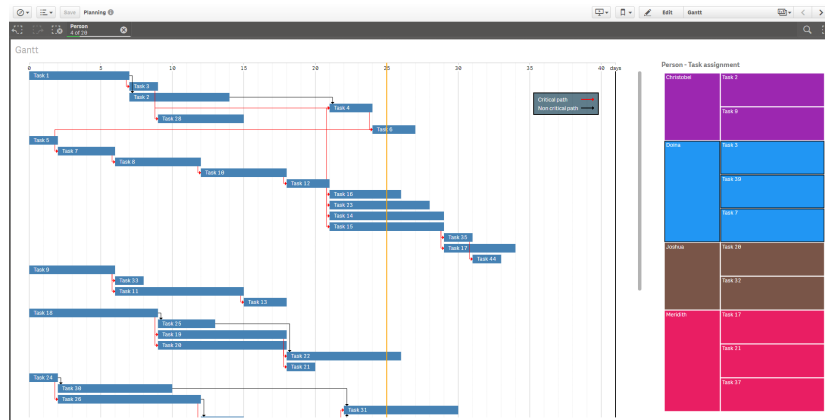 Save Planning Edit Gantt
Person
4 of 20
Gantt
0 5 10 15 20 25 30 35 40 days
Task 1
Task 3
Task 2
Task 4
Task 28
Task 6
Task 5
Task 7
Task 8
Task 10
Task 12
Task 16
Task 23
Task 14
Task 15
Task 35
Task 17
Task 44
Task 9
Task 33
Task 11
Task 13
Task 18
Task 25
Task 19
Task 20
Task 22
Task 21
Task 24
Task 30
Task 26
Task 31
Critical path
Non critical path
Person - Task assignment
Christobel Task 2
Task 9
Task 3
Task 30
Task 7
Joshua Task 20
Task 32
Meridith Task 17
Task 21
Task 37